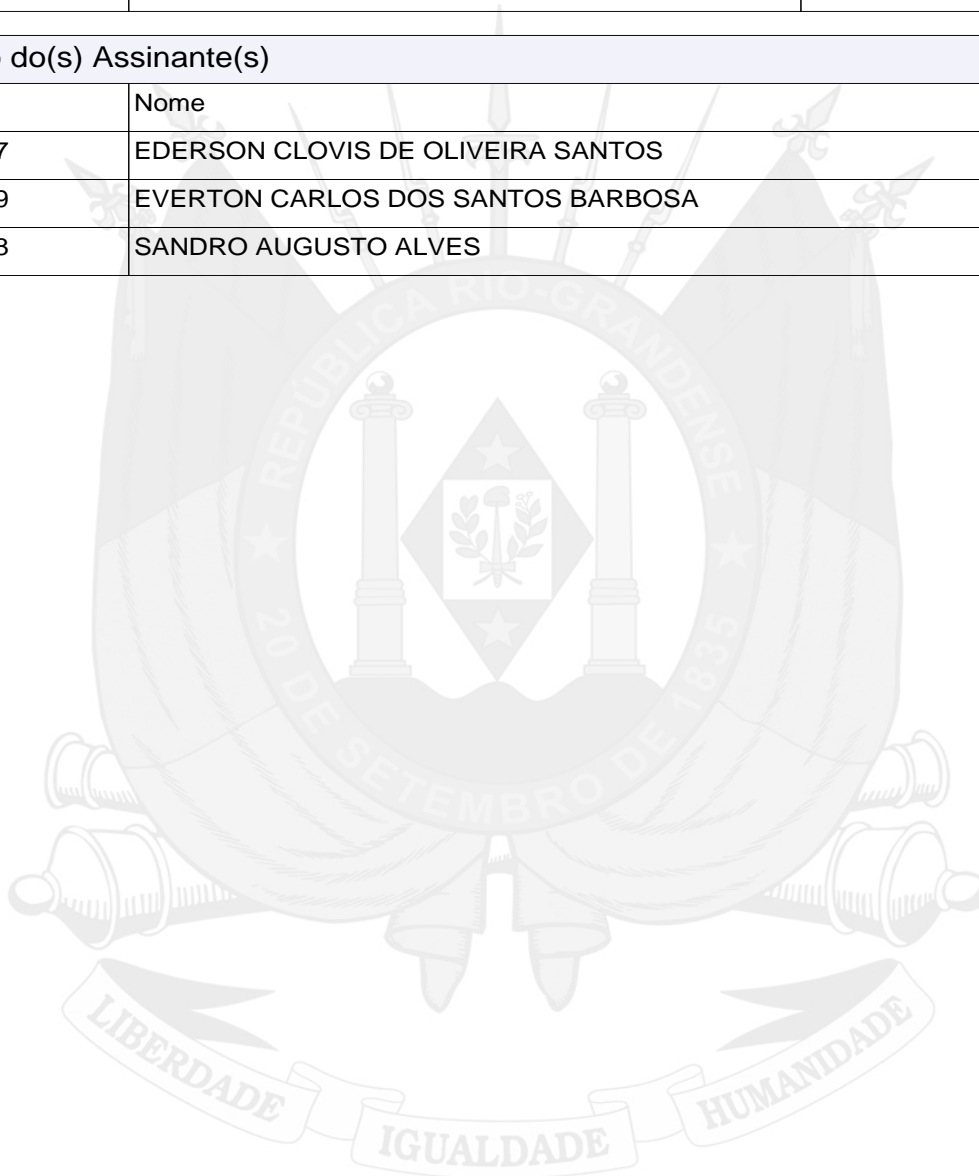 do(s) Assinante(s)
Nome
7 EDERSON CLOVIS DE OLIVEIRA SANTOS
9 EVERTON CARLOS DOS SANTOS BARBOSA
8 SANDRO AUGUSTO ALVES
REPÚBLICA RIO-GRANDENSE
★ 20 DE SETEMBRO DE 1835 ★
LIBERDADE IGUALDADE HUMANIDADE